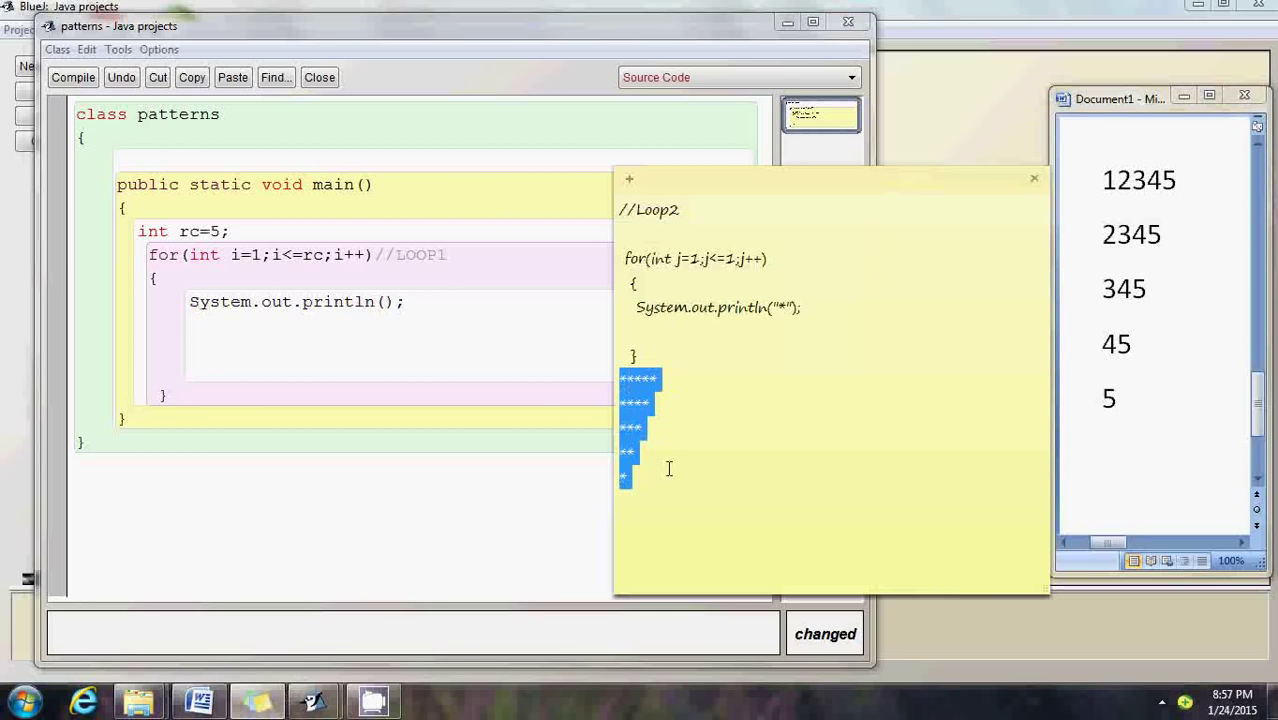 BlueJ: Java projects
patterns - Java projects
Class Edit Tools Options
Compile Undo Cut Copy Paste Find... Close
Source Code
class patterns
{
public static void main()
{
int rc=5;
for(int i=1;i<=rc;i++)//LOOP1
{
System.out.println();
}
}
}
changed
+ ×
//Loop2
for(int j=1;j<=1;j++)
{
System.out.println("*");
}
*****
****
***
**
*
Document1 - Mi...
12345
2345
345
45
5
100%
8:57 PM
1/24/2015